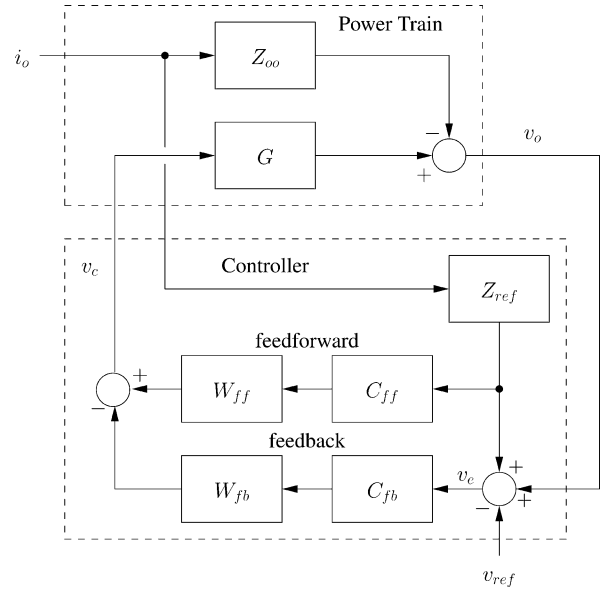 Power Train
i_o
Z_oo
−
v_o
G
+
v_c
Controller
Z_ref
feedforward
+
W_ff
C_ff
−
feedback
+
W_fb
C_fb
v_e
+
−
v_ref